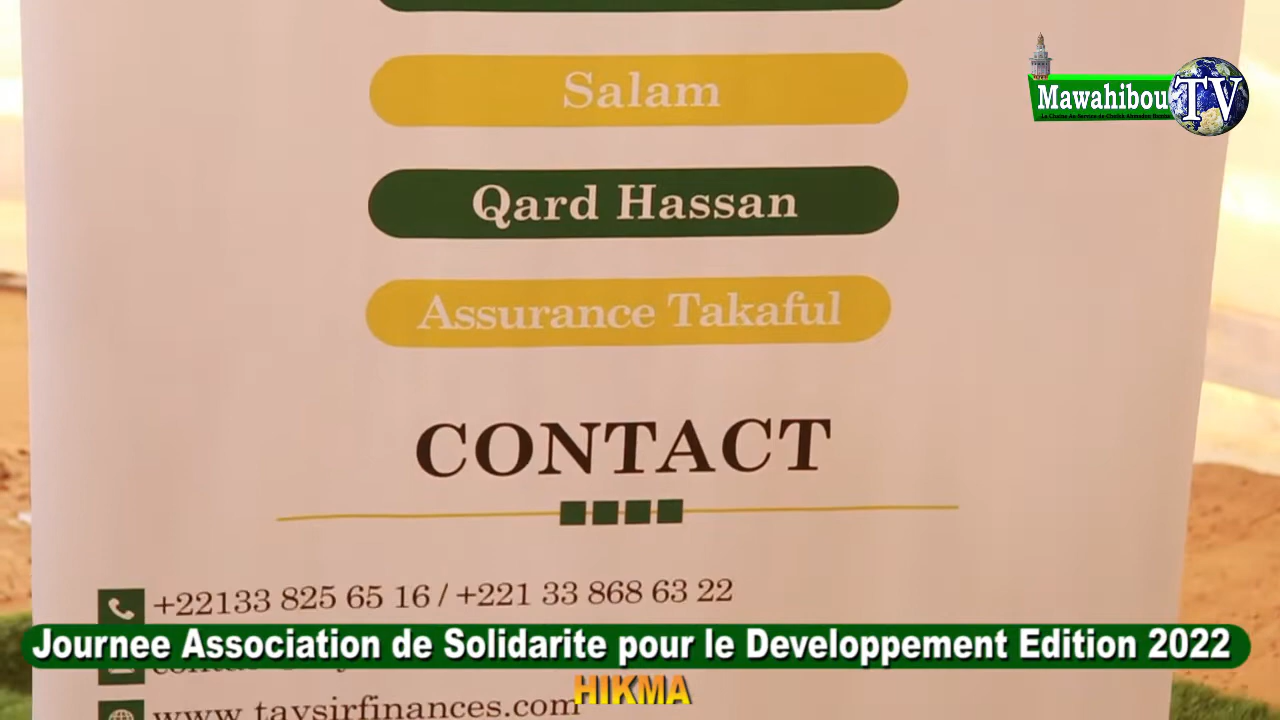 Salam
Mawahibou TV
Qard Hassan
Assurance Takaful
CONTACT
+22133 825 65 16 / +221 33 868 63 22
Journee Association de Solidarite pour le Developpement Edition 2022
HIKMA
www.taysirfinances.com